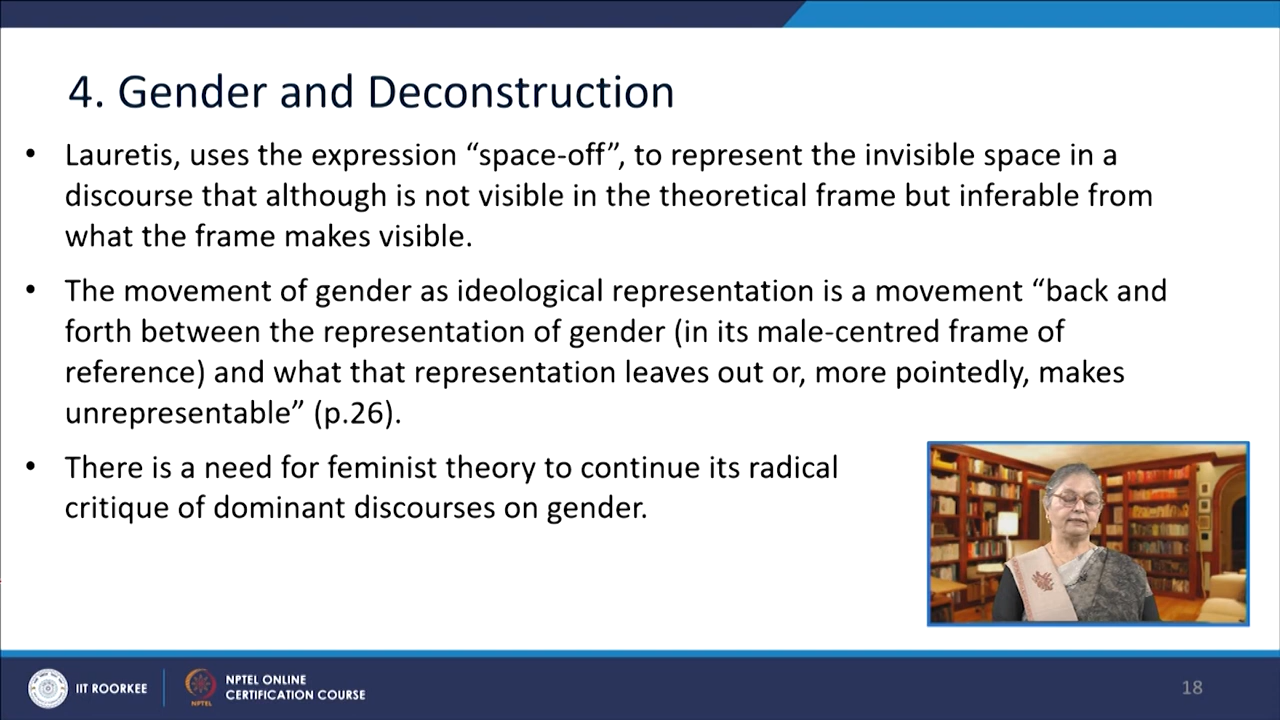 4. Gender and Deconstruction
• Lauretis, uses the expression “space-off”, to represent the invisible space in a
discourse that although is not visible in the theoretical frame but inferable from
what the frame makes visible.
• The movement of gender as ideological representation is a movement “back and
forth between the representation of gender (in its male-centred frame of
reference) and what that representation leaves out or, more pointedly, makes
unrepresentable” (p.26).
• There is a need for feminist theory to continue its radical
critique of dominant discourses on gender.
IIT ROORKEE
NPTEL
NPTEL ONLINE
CERTIFICATION COURSE
18